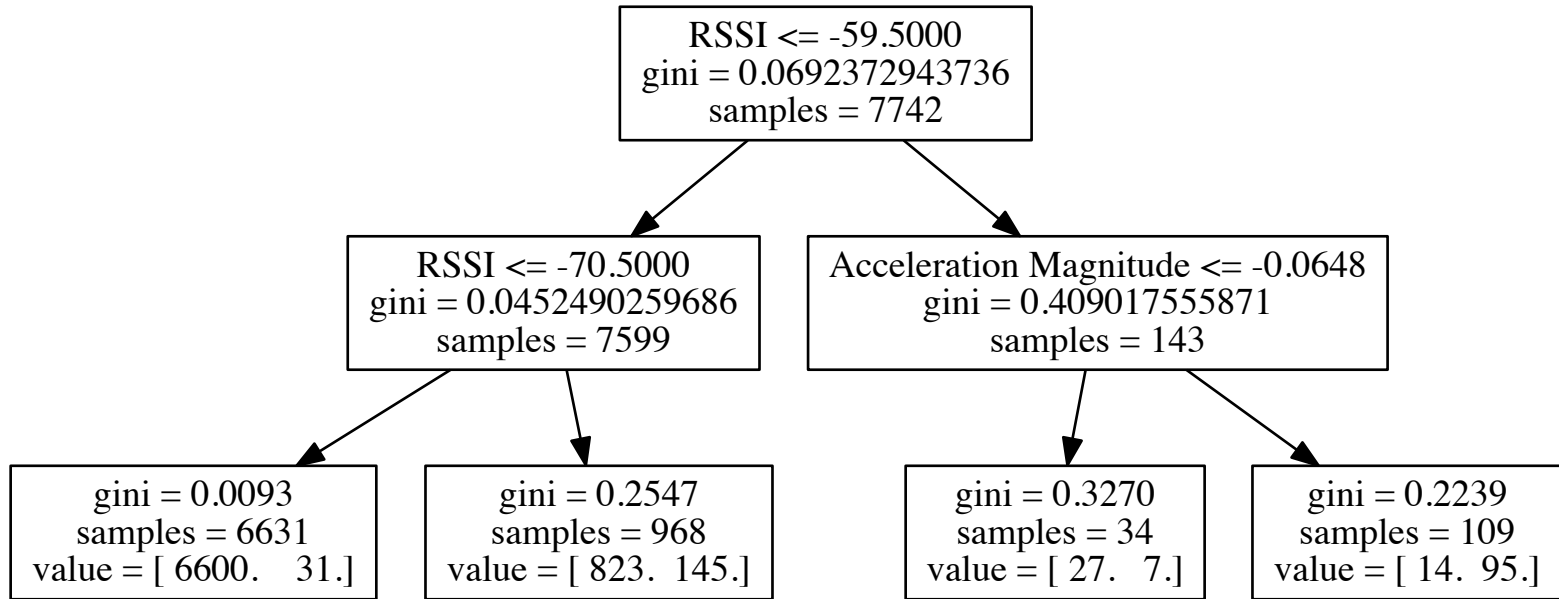 RSSI <= -59.5000
gini = 0.0692372943736
samples = 7742
RSSI <= -70.5000
gini = 0.0452490259686
samples = 7599
Acceleration Magnitude <= -0.0648
gini = 0.409017555871
samples = 143
gini = 0.0093
samples = 6631
value = [ 6600.    31.]
gini = 0.2547
samples = 968
value = [ 823.  145.]
gini = 0.3270
samples = 34
value = [ 27.   7.]
gini = 0.2239
samples = 109
value = [ 14.  95.]